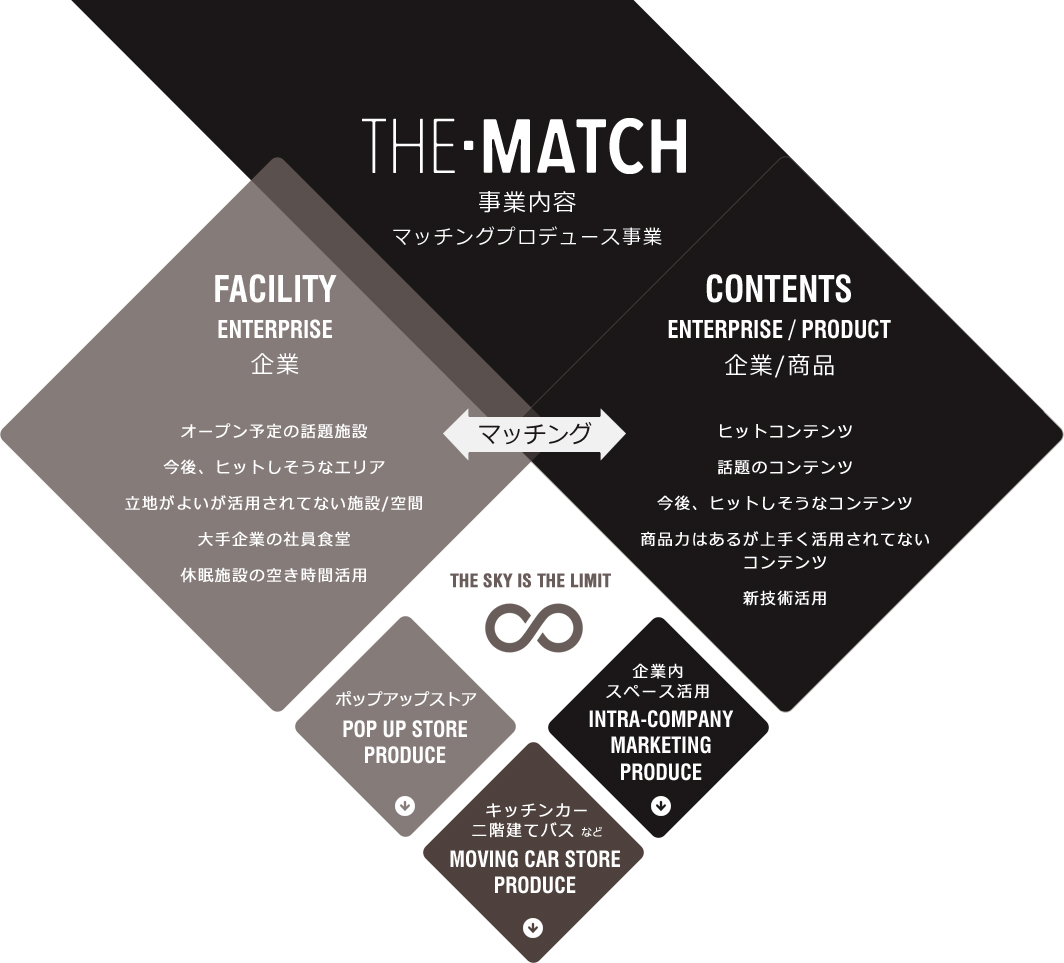 THE·MATCH
事業内容
マッチングプロデュース事業
FACILITY
ENTERPRISE
企業
オープン予定の話題施設
今後、ヒットしそうなエリア
立地がよいが活用されてない施設/空間
大手企業の社員食堂
休眠施設の空き時間活用
マッチング
CONTENTS
ENTERPRISE / PRODUCT
企業/商品
ヒットコンテンツ
話題のコンテンツ
今後、ヒットしそうなコンテンツ
商品力はあるが上手く活用されてない
コンテンツ
新技術活用
THE SKY IS THE LIMIT
ポップアップストア
POP UP STORE
PRODUCE
企業内
スペース活用
INTRA-COMPANY
MARKETING
PRODUCE
キッチンカー
二階建てバス など
MOVING CAR STORE
PRODUCE